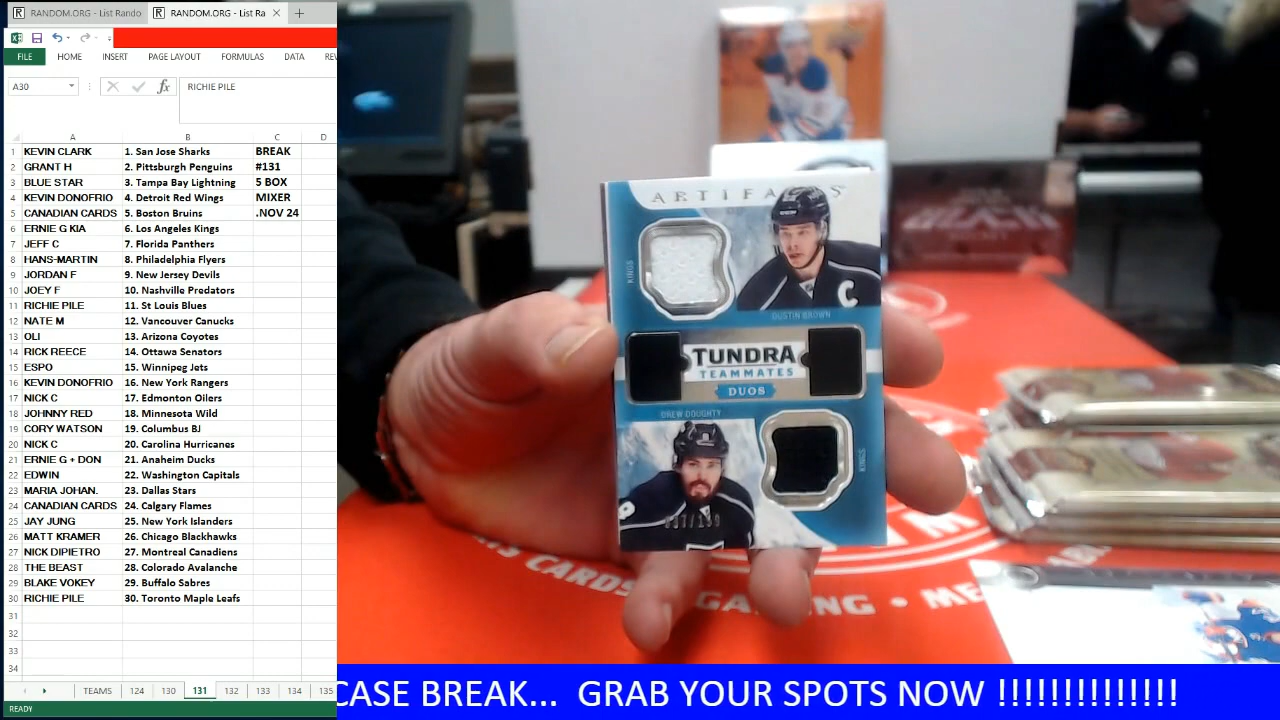 RANDOM.ORG - List Rando
RANDOM.ORG - List Ra
FILE HOME INSERT PAGE LAYOUT FORMULAS DATA
A30 fx RICHIE PILE
A B C D
1 KEVIN CLARK 1. San Jose Sharks BREAK
2 GRANT H 2. Pittsburgh Penguins #131
3 BLUE STAR 3. Tampa Bay Lightning 5 BOX
4 KEVIN DONOFRIO 4. Detroit Red Wings MIXER
5 CANADIAN CARDS 5. Boston Bruins .NOV 24
6 ERNIE G KIA 6. Los Angeles Kings
7 JEFF C 7. Florida Panthers
8 HANS-MARTIN 8. Philadelphia Flyers
9 JORDAN F 9. New Jersey Devils
10 JOEY F 10. Nashville Predators
11 RICHIE PILE 11. St Louis Blues
12 NATE M 12. Vancouver Canucks
13 OLI 13. Arizona Coyotes
14 RICK REECE 14. Ottawa Senators
15 ESPO 15. Winnipeg Jets
16 KEVIN DONOFRIO 16. New York Rangers
17 NICK C 17. Edmonton Oilers
18 JOHNNY RED 18. Minnesota Wild
19 CORY WATSON 19. Columbus BJ
20 NICK C 20. Carolina Hurricanes
21 ERNIE G + DON 21. Anaheim Ducks
22 EDWIN 22. Washington Capitals
23 MARIA JOHAN. 23. Dallas Stars
24 CANADIAN CARDS 24. Calgary Flames
25 JAY JUNG 25. New York Islanders
26 MATT KRAMER 26. Chicago Blackhawks
27 NICK DIPIETRO 27. Montreal Canadiens
28 THE BEAST 28. Colorado Avalanche
29 BLAKE VOKEY 29. Buffalo Sabres
30 RICHIE PILE 30. Toronto Maple Leafs
31
32
33
34
TEAMS 124 130 131 132 133 134 135
READY
KINGS
DUSTIN BROWN
C
TUNDRA
TEAMMATES
DUOS
DREW DOUGHTY
KINGS
8
CARDS
GAMING • ME
CASE BREAK... GRAB YOUR SPOTS NOW !!!!!!!!!!!!!!